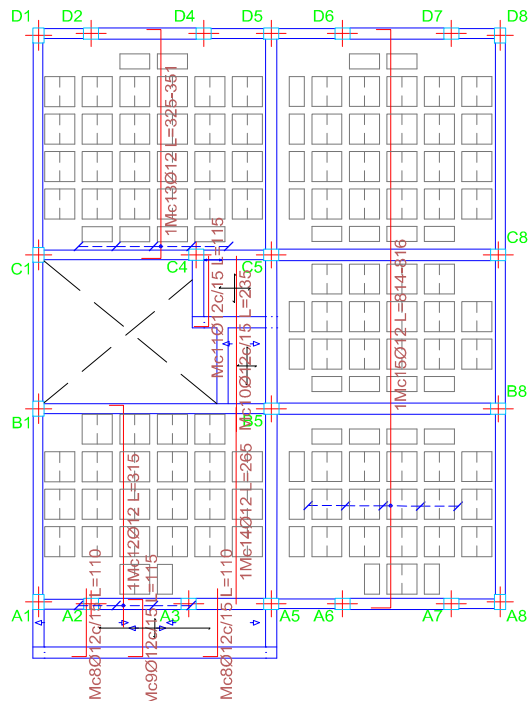 D1
D2
D4
D5
D6
D7
D8
1Mc13Ø12 L=325-351
C1
C4
C5
C8
Mc11Ø12c/15 L=115
Mc10Ø12c/15 L=235
1Mc15Ø12 L=814-816
B1
B5
B8
1Mc12Ø12 L=315
1Mc14Ø12 L=265
A1
A2
A3
A5
A6
A7
A8
Mc8Ø12c/15 L=110
Mc9Ø12c/15 L=115
Mc8Ø12c/15 L=110